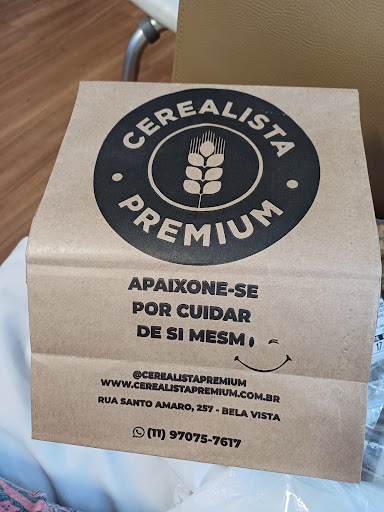 CEREALISTA
PREMIUM
APAIXONE-SE
POR CUIDAR
DE SI MESM
@CEREALISTAPREMIUM
WWW.CEREALISTAPREMIUM.COM.BR
RUA SANTO AMARO, 257 - BELA VISTA
(11) 97075-7617